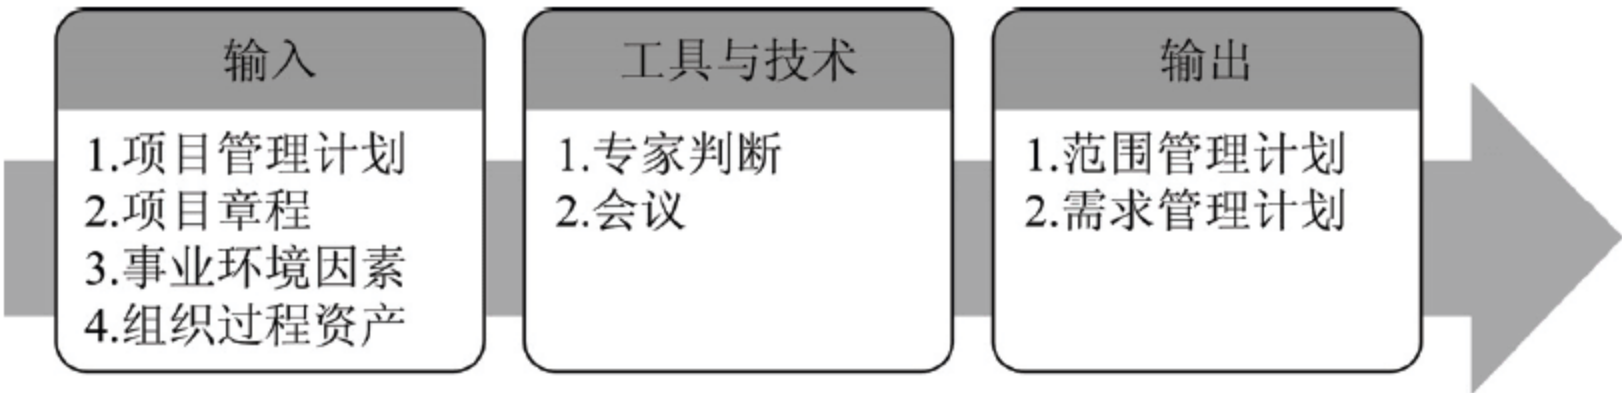 输入
1.项目管理计划
2.项目章程
3.事业环境因素
4.组织过程资产
工具与技术
1.专家判断
2.会议
输出
1.范围管理计划
2.需求管理计划